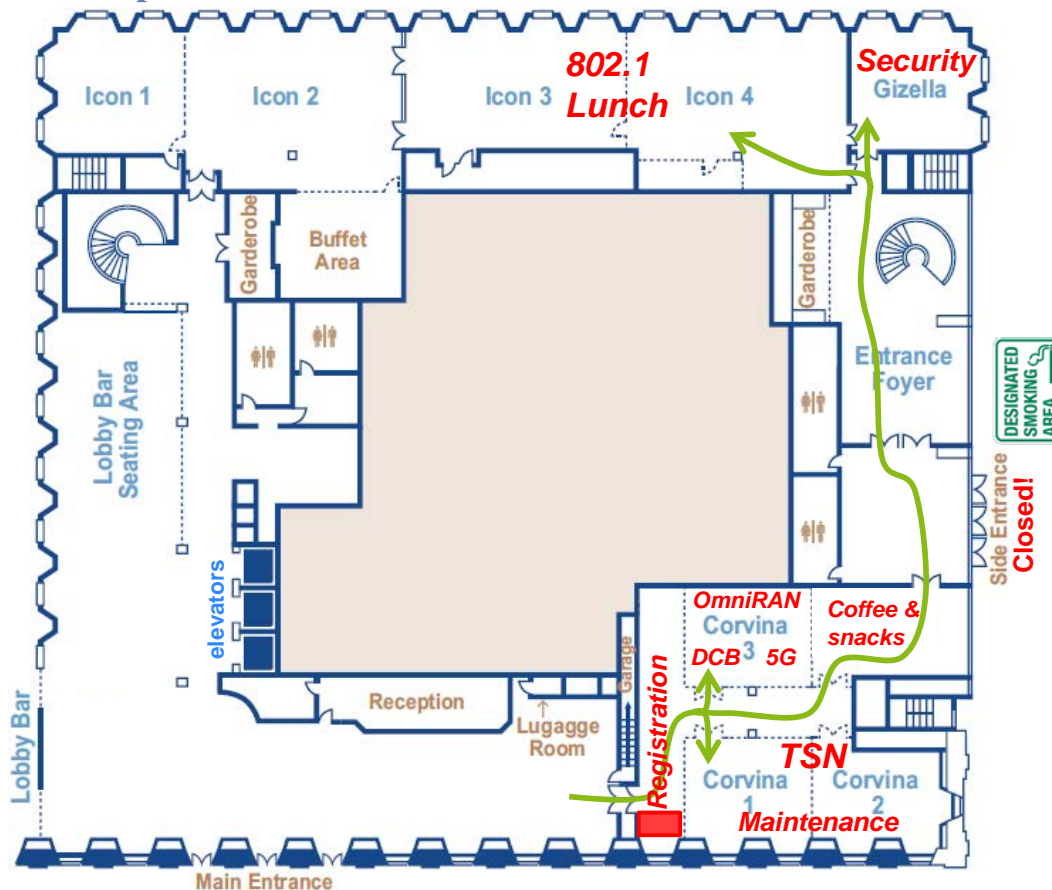 802.1
Lunch
Security
Gizella
Icon 1
Icon 2
Icon 3
Icon 4
Garderobe
Buffet
Area
Garderobe
Entrance
Foyer
DESIGNATED
SMOKING
AREA
Lobby Bar
Seating Area
Side Entrance
Closed!
elevators
OmniRAN
Corvina
3
DCB 5G
Coffee &
snacks
Garage
Reception
Lugagge
Room
Registration
TSN
Corvina
1
Corvina
2
Maintenance
Lobby Bar
Main Entrance